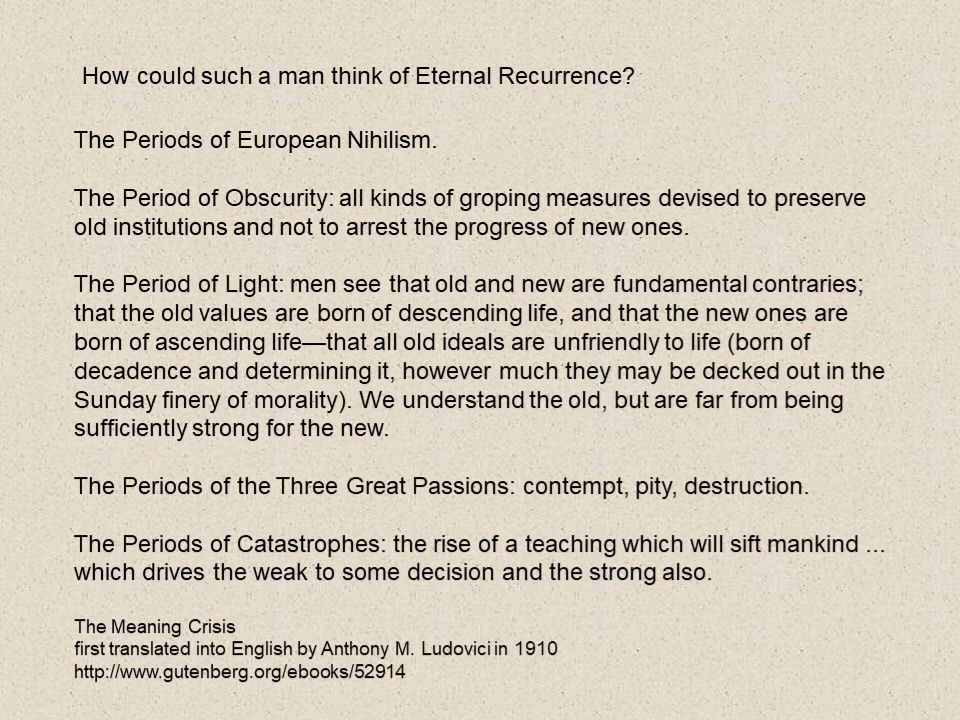 How could such a man think of Eternal Recurrence?
The Periods of European Nihilism.
The Period of Obscurity: all kinds of groping measures devised to preserve
old institutions and not to arrest the progress of new ones.
The Period of Light: men see that old and new are fundamental contraries;
that the old values are born of descending life, and that the new ones are
born of ascending life—that all old ideals are unfriendly to life (born of
decadence and determining it, however much they may be decked out in the
Sunday finery of morality). We understand the old, but are far from being
sufficiently strong for the new.
The Periods of the Three Great Passions: contempt, pity, destruction.
The Periods of Catastrophes: the rise of a teaching which will sift mankind ...
which drives the weak to some decision and the strong also.
The Meaning Crisis
first translated into English by Anthony M. Ludovici in 1910
http://www.gutenberg.org/ebooks/52914